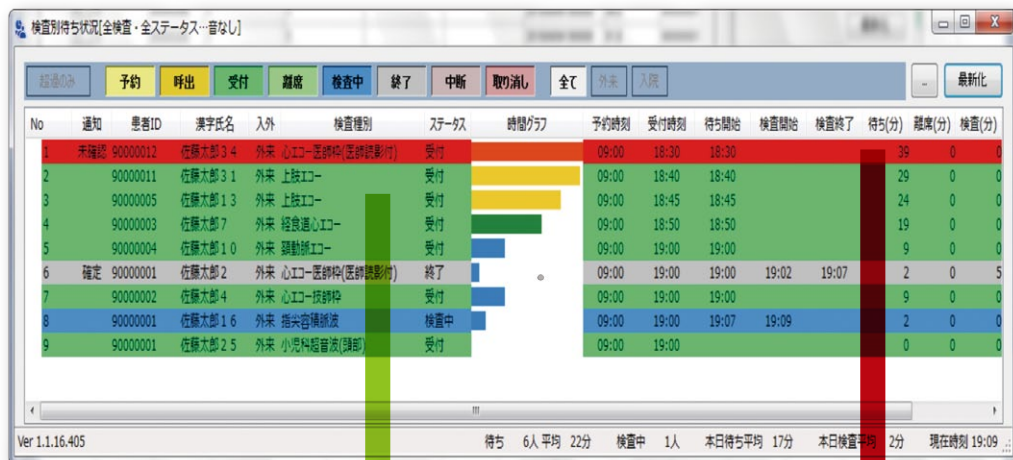 検査別待ち状況[全検査・全ステータス…音なし]
超過のみ 予約 呼出 受付 離席 検査中 終了 中断 取り消し 全て 外来 入院 .. 最新化
No 通知 患者ID 漢字氏名 入外 検査種別 ステータス 時間グラフ 予約時刻 受付時刻 待ち開始 検査開始 検査終了 待ち(分) 離席(分) 検査(分)
1 未確認 90000012 佐藤太郎34 外来 心エコー医師枠(医師読影付) 受付 09:00 18:30 18:30 39 0 0
2 90000011 佐藤太郎31 外来 上肢エコー 受付 09:00 18:40 18:40 29 0 0
3 90000005 佐藤太郎13 外来 上肢エコー 受付 09:00 18:45 18:45 24 0 0
4 90000003 佐藤太郎7 外来 経食道心エコー 受付 09:00 18:50 18:50 19 0 0
5 90000004 佐藤太郎10 外来 頚動脈エコー 受付 09:00 19:00 19:00 9 0 0
6 確定 90000001 佐藤太郎2 外来 心エコー医師枠(医師読影付) 終了 09:00 19:00 19:00 19:02 19:07 2 0 5
7 90000002 佐藤太郎4 外来 心エコー技師枠 受付 09:00 19:00 19:00 9 0 0
8 90000001 佐藤太郎16 外来 指尖容積脈波 検査中 09:00 19:00 19:07 19:09 2 0 0
9 90000001 佐藤太郎25 外来 小児科超音波(頭部) 受付 09:00 19:00 0 0 0
Ver 1.1.16.405 待ち 6人 平均 22分 検査中 1人 本日待ち平均 17分 本日検査平均 2分 現在時刻 19:09